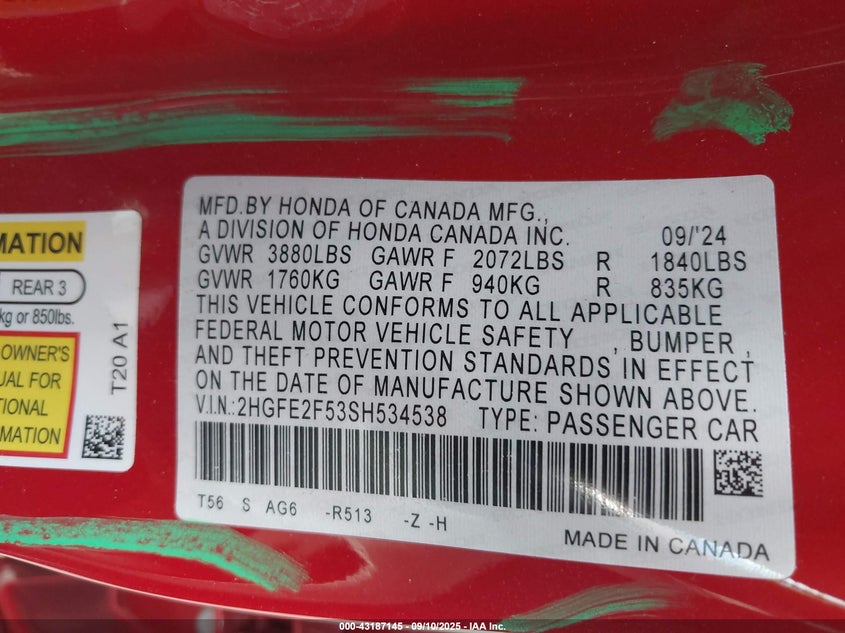 MFD.BY HONDA OF CANADA MFG.,
A DIVISION OF HONDA CANADA INC. 09/'24
GVWR 3880LBS GAWR F 2072LBS R 1840LBS
GVWR 1760KG GAWR F 940KG R 835KG
THIS VEHICLE CONFORMS TO ALL APPLICABLE
FEDERAL MOTOR VEHICLE SAFETY , BUMPER ,
AND THEFT PREVENTION STANDARDS IN EFFECT
ON THE DATE OF MANUFACTURE SHOWN ABOVE.
V.I.N.:2HGFE2F53SH534538 TYPE: PASSENGER CAR
T56 S AG6 -R513 -Z -H
MADE IN CANADA
MATION
REAR 3
kg or 850lbs.
OWNER'S
UAL FOR
TIONAL
RMATION
T20 A1
000-43187145 - 09/10/2025 - IAA Inc.